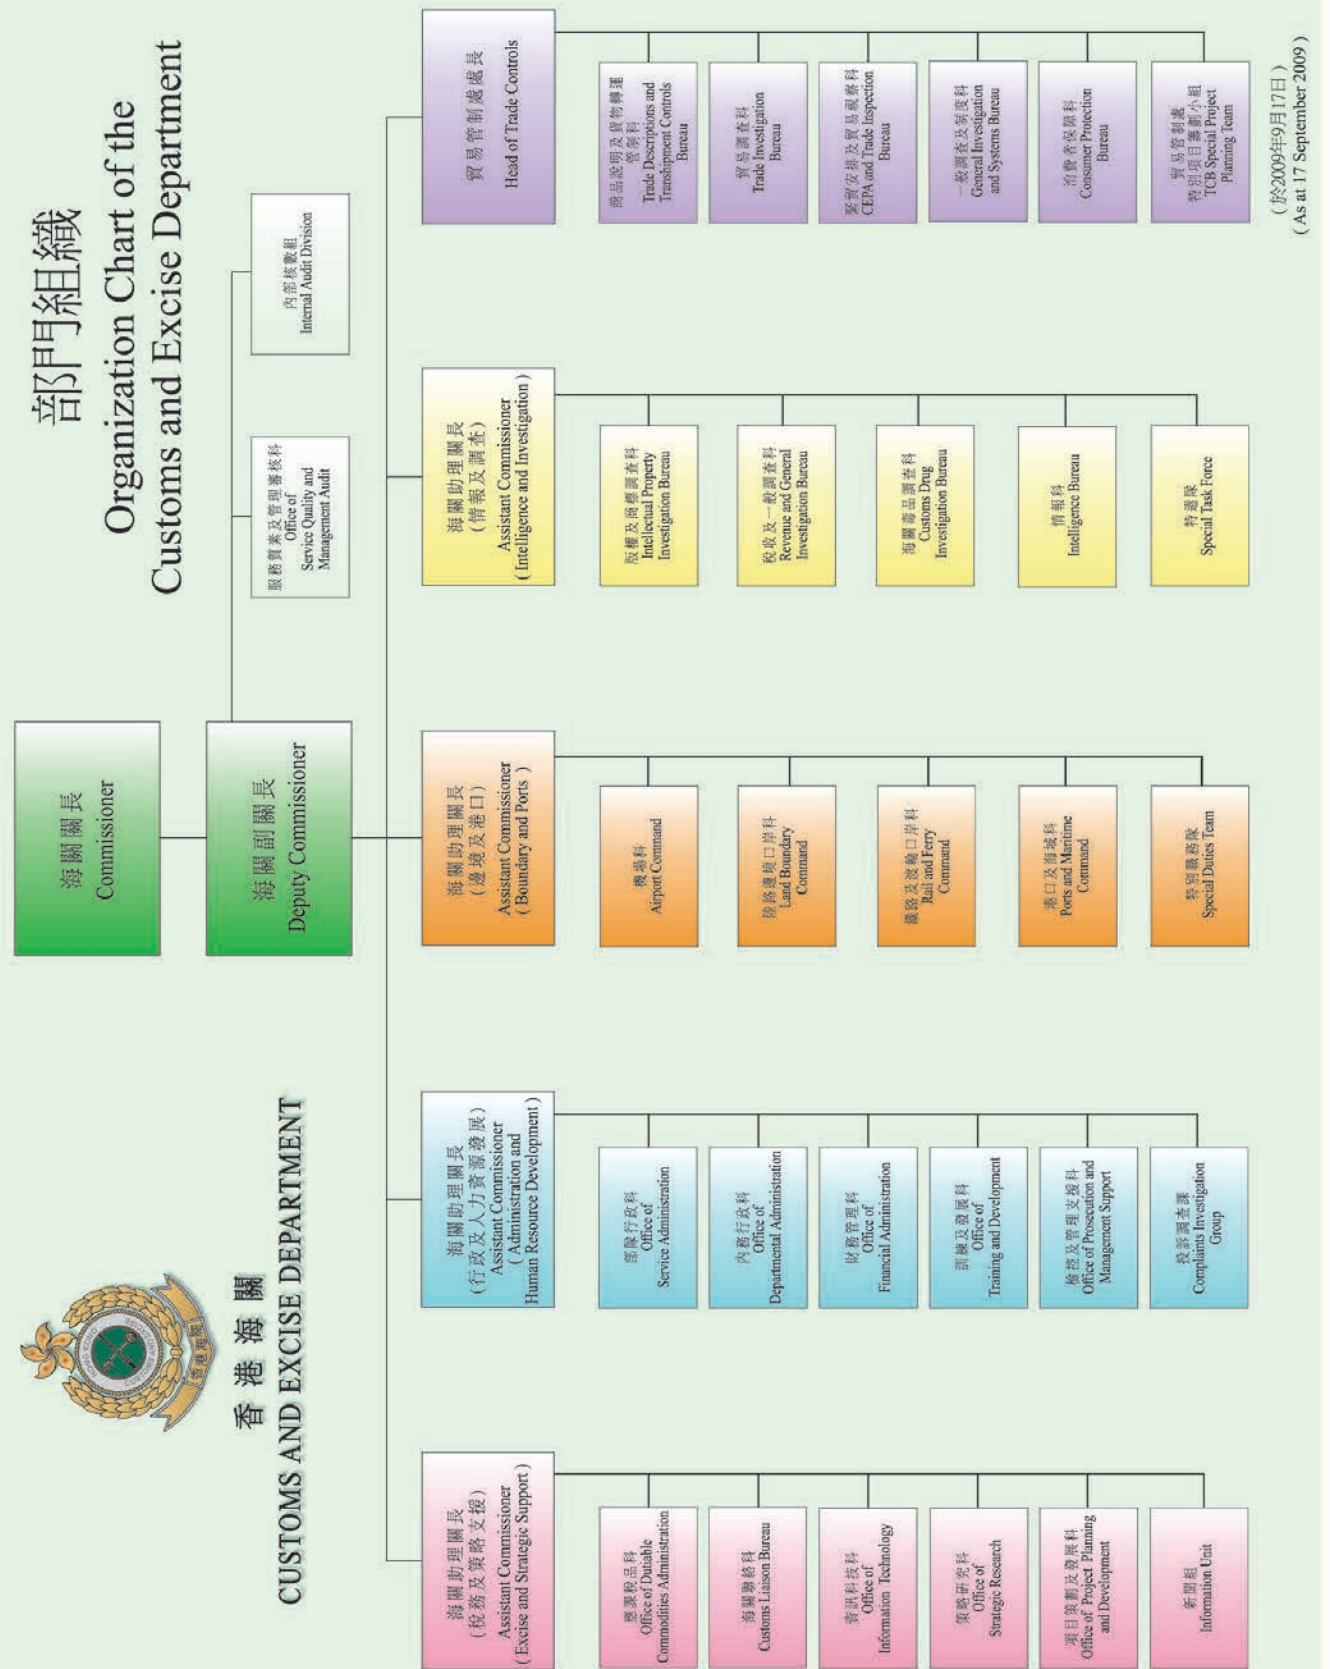 部門組織
Organization Chart of the
Customs and Excise Department
HONG KONG
CUSTOMS AND EXCISE
香港海關
香港海關
CUSTOMS AND EXCISE DEPARTMENT
海關關長
Commissioner
海關副關長
Deputy Commissioner
服務質素及管理審核科
Office of
Service Quality and
Management Audit
內部核數組
Internal Audit Division
海關助理關長
(稅務及策略支援)
Assistant Commissioner
( Excise and Strategic Support )
應課稅品科
Office of Dutiable
Commodities Administration
海關聯絡科
Customs Liaison Bureau
資訊科技科
Office of
Information Technology
策略研究科
Office of
Strategic Research
項目策劃及發展科
Office of Project Planning
and Development
新聞組
Information Unit
海關助理關長
(行政及人力資源發展)
Assistant Commissioner
( Administration and
Human Resource Development )
部隊行政科
Office of
Service Administration
內務行政科
Office of
Departmental Administration
財務管理科
Office of
Financial Administration
訓練及發展科
Office of
Training and Development
檢控及管理支援科
Office of Prosecution and
Management Support
投訴調查課
Complaints Investigation
Group
海關助理關長
(邊境及港口)
Assistant Commissioner
( Boundary and Ports )
機場科
Airport Command
陸路邊境口岸科
Land Boundary
Command
鐵路及渡輪口岸科
Rail and Ferry
Command
港口及海域科
Ports and Maritime
Command
特別職務隊
Special Duties Team
海關助理關長
(情報及調查)
Assistant Commissioner
( Intelligence and Investigation )
版權及商標調查科
Intellectual Property
Investigation Bureau
稅收及一般調查科
Revenue and General
Investigation Bureau
海關毒品調查科
Customs Drug
Investigation Bureau
情報科
Intelligence Bureau
特遣隊
Special Task Force
貿易管制處處長
Head of Trade Controls
商品說明及貨物轉運
管制科
Trade Descriptions and
Transhipment Controls
Bureau
貿易調查科
Trade Investigation
Bureau
緊貿安排及貿易視察科
CEPA and Trade Inspection
Bureau
一般調查及制度科
General Investigation
and Systems Bureau
消費者保障科
Consumer Protection
Bureau
貿易管制處
特別項目籌劃小組
TCB Special Project
Planning Team
(於2009年9月17日)
( As at 17 September 2009 )